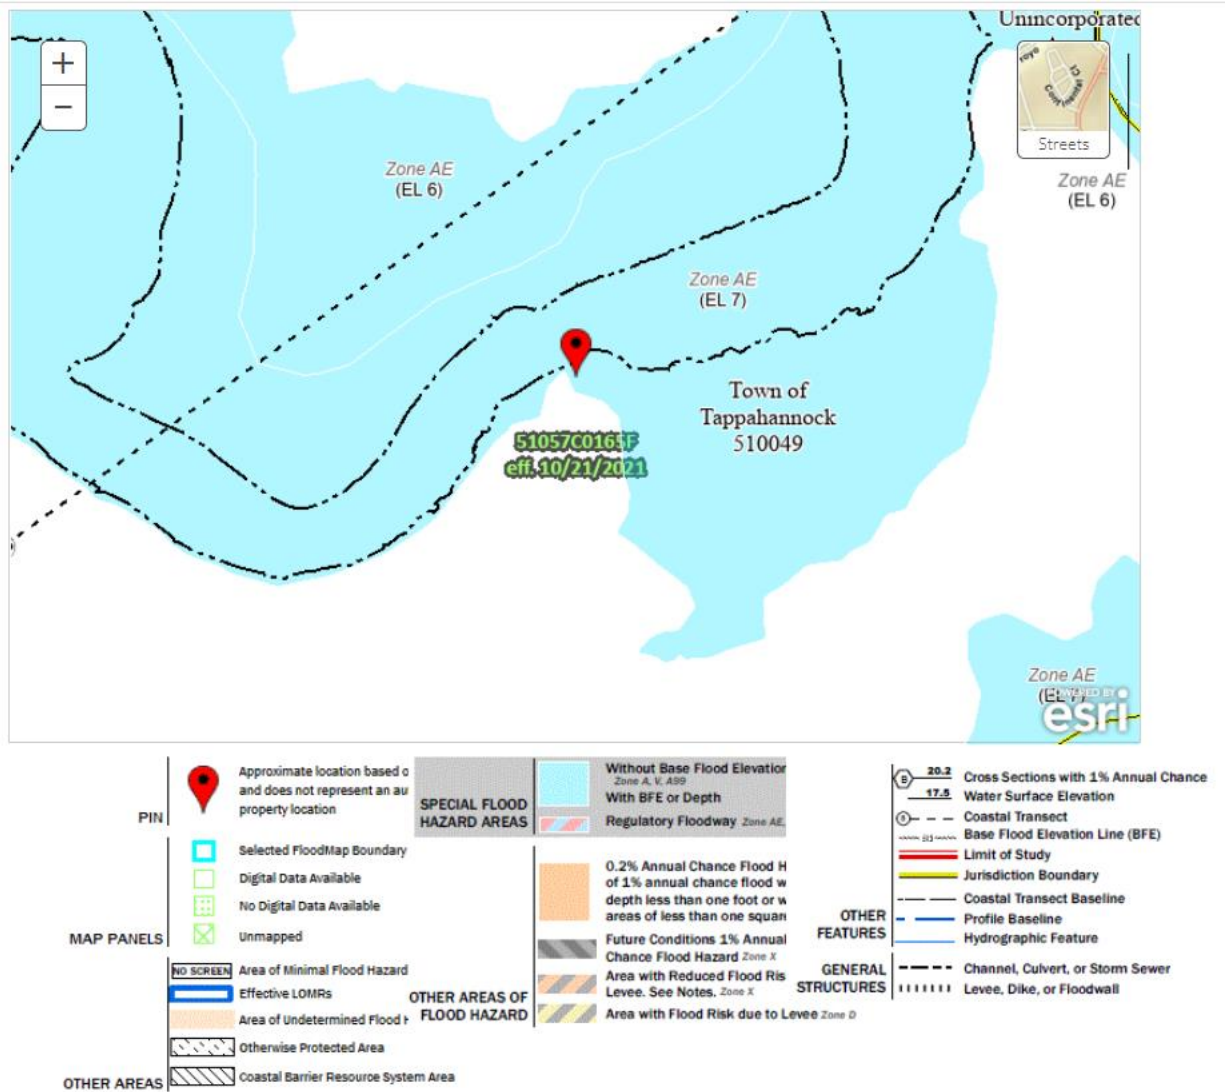 Unincorporated
+
−
Streets
Zone AE
(EL 6)
Zone AE
(EL 6)
Zone AE
(EL 7)
Town of
Tappahannock
510049
51057C0165F
eff. 10/21/2021
Zone AE
POWERED BY
esri
PIN
Approximate location based o
and does not represent an au
property location
MAP PANELS
Selected FloodMap Boundary
Digital Data Available
No Digital Data Available
Unmapped
OTHER AREAS
NO SCREEN Area of Minimal Flood Hazard
Effective LOMRs
Area of Undetermined Flood
Otherwise Protected Area
Coastal Barrier Resource System Area
SPECIAL FLOOD
HAZARD AREAS
Without Base Flood Elevation
Zone A, V, A99
With BFE or Depth
Regulatory Floodway Zone AE,
OTHER AREAS OF
FLOOD HAZARD
0.2% Annual Chance Flood H
of 1% annual chance flood w
depth less than one foot or w
areas of less than one squar
Future Conditions 1% Annual
Chance Flood Hazard Zone X
Area with Reduced Flood Ris
Levee. See Notes. Zone X
Area with Flood Risk due to Levee Zone D
OTHER
FEATURES
B 20.2 Cross Sections with 1% Annual Chance
17.5 Water Surface Elevation
Coastal Transect
Base Flood Elevation Line (BFE)
Limit of Study
Jurisdiction Boundary
Coastal Transect Baseline
Profile Baseline
Hydrographic Feature
GENERAL
STRUCTURES
Channel, Culvert, or Storm Sewer
Levee, Dike, or Floodwall